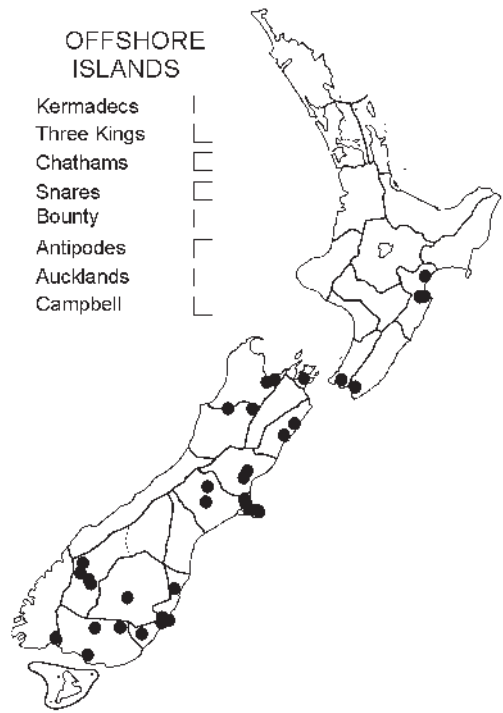 OFFSHORE
ISLANDS
Kermadecs
Three Kings
Chathams
Snares
Bounty
Antipodes
Aucklands
Campbell